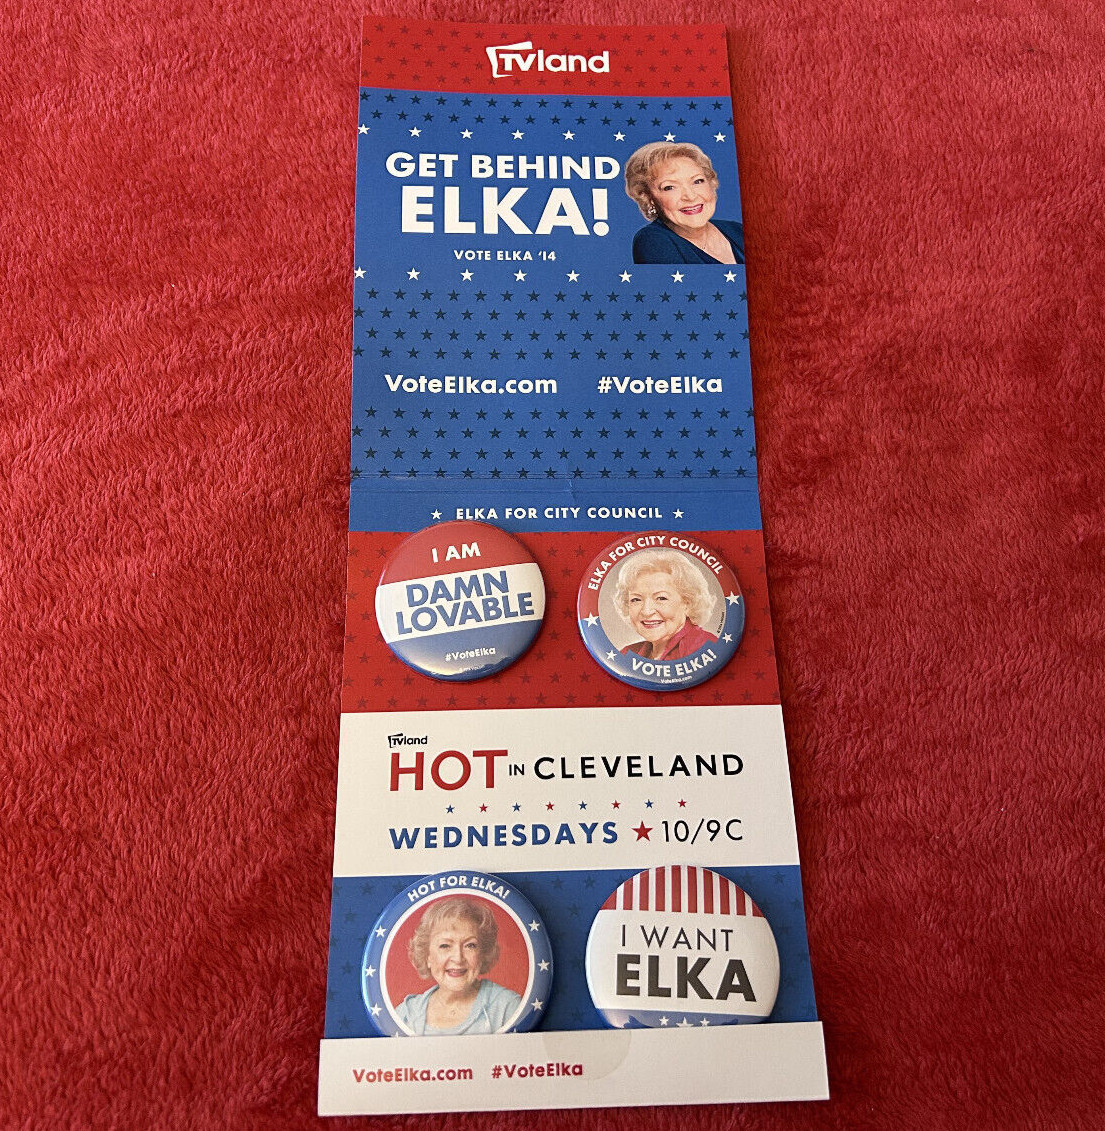 TVland
GET BEHIND
ELKA!
VOTE ELKA '14
VoteElka.com #VoteElka
★ ELKA FOR CITY COUNCIL ★
I AM
DAMN
LOVABLE
#VoteElka
ELKA FOR CITY COUNCIL
VOTE ELKA!
VoteElka.com
TVland
HOT IN CLEVELAND
WEDNESDAYS ★ 10/9C
HOT FOR ELKA!
I WANT
ELKA
VoteElka.com #VoteElka